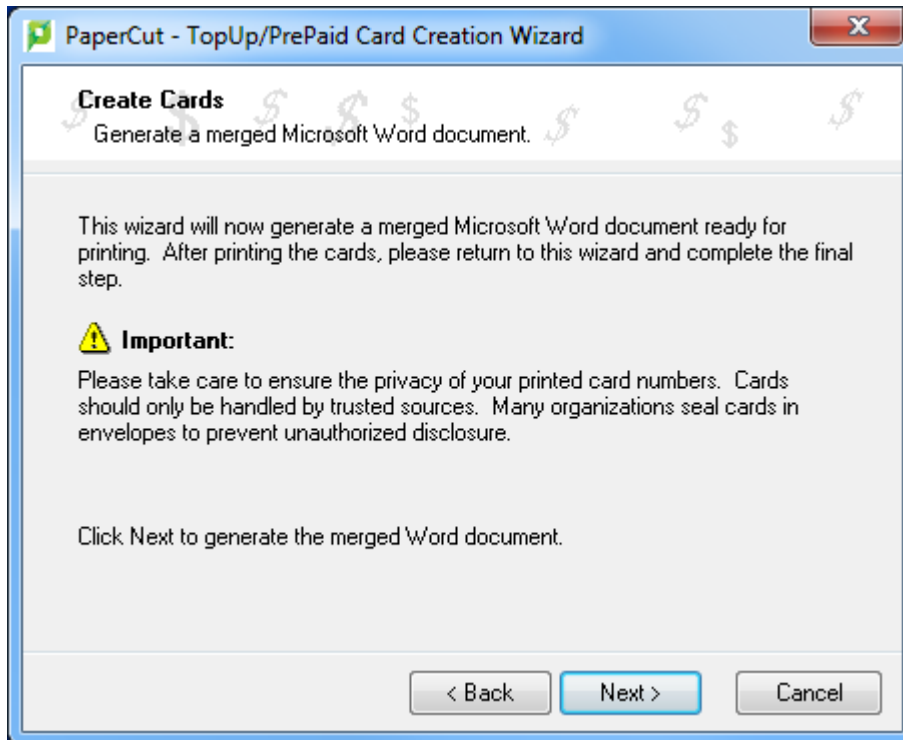 PaperCut - TopUp/PrePaid Card Creation Wizard
Create Cards
Generate a merged Microsoft Word document.
This wizard will now generate a merged Microsoft Word document ready for
printing.  After printing the cards, please return to this wizard and complete the final
step.
Important:
Please take care to ensure the privacy of your printed card numbers.  Cards
should only be handled by trusted sources.  Many organizations seal cards in
envelopes to prevent unauthorized disclosure.
Click Next to generate the merged Word document.
< Back Next > Cancel